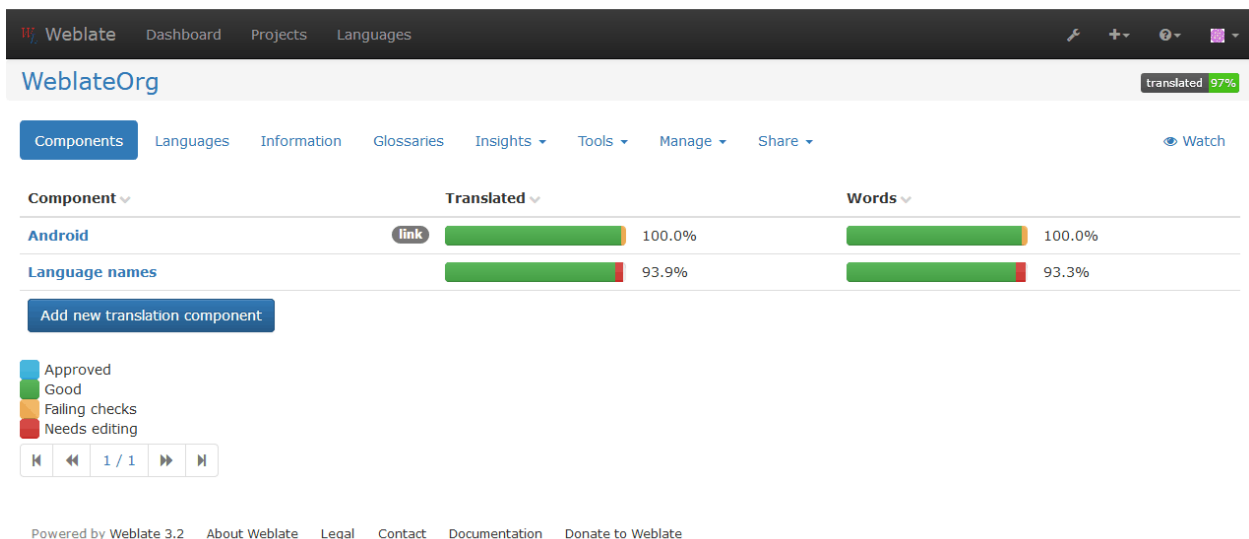 Weblate Dashboard Projects Languages
WeblateOrg translated 97%
Components Languages Information Glossaries Insights Tools Manage Share Watch
Component Translated Words
Android link 100.0% 100.0%
Language names 93.9% 93.3%
Add new translation component
Approved
Good
Failing checks
Needs editing
1 / 1
Powered by Weblate 3.2 About Weblate Legal Contact Documentation Donate to Weblate